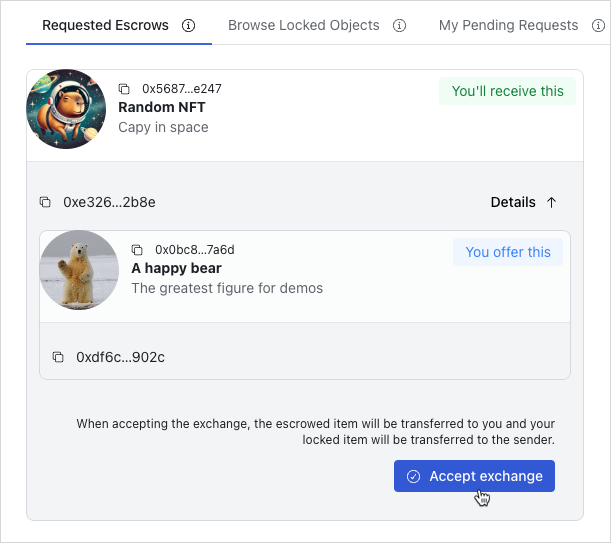 Requested Escrows
Browse Locked Objects
My Pending Requests
0x5687...e247
You'll receive this
Random NFT
Capy in space
0xe326...2b8e
Details
0x0bc8...7a6d
You offer this
A happy bear
The greatest figure for demos
0xdf6c...902c
When accepting the exchange, the escrowed item will be transferred to you and your
locked item will be transferred to the sender.
Accept exchange